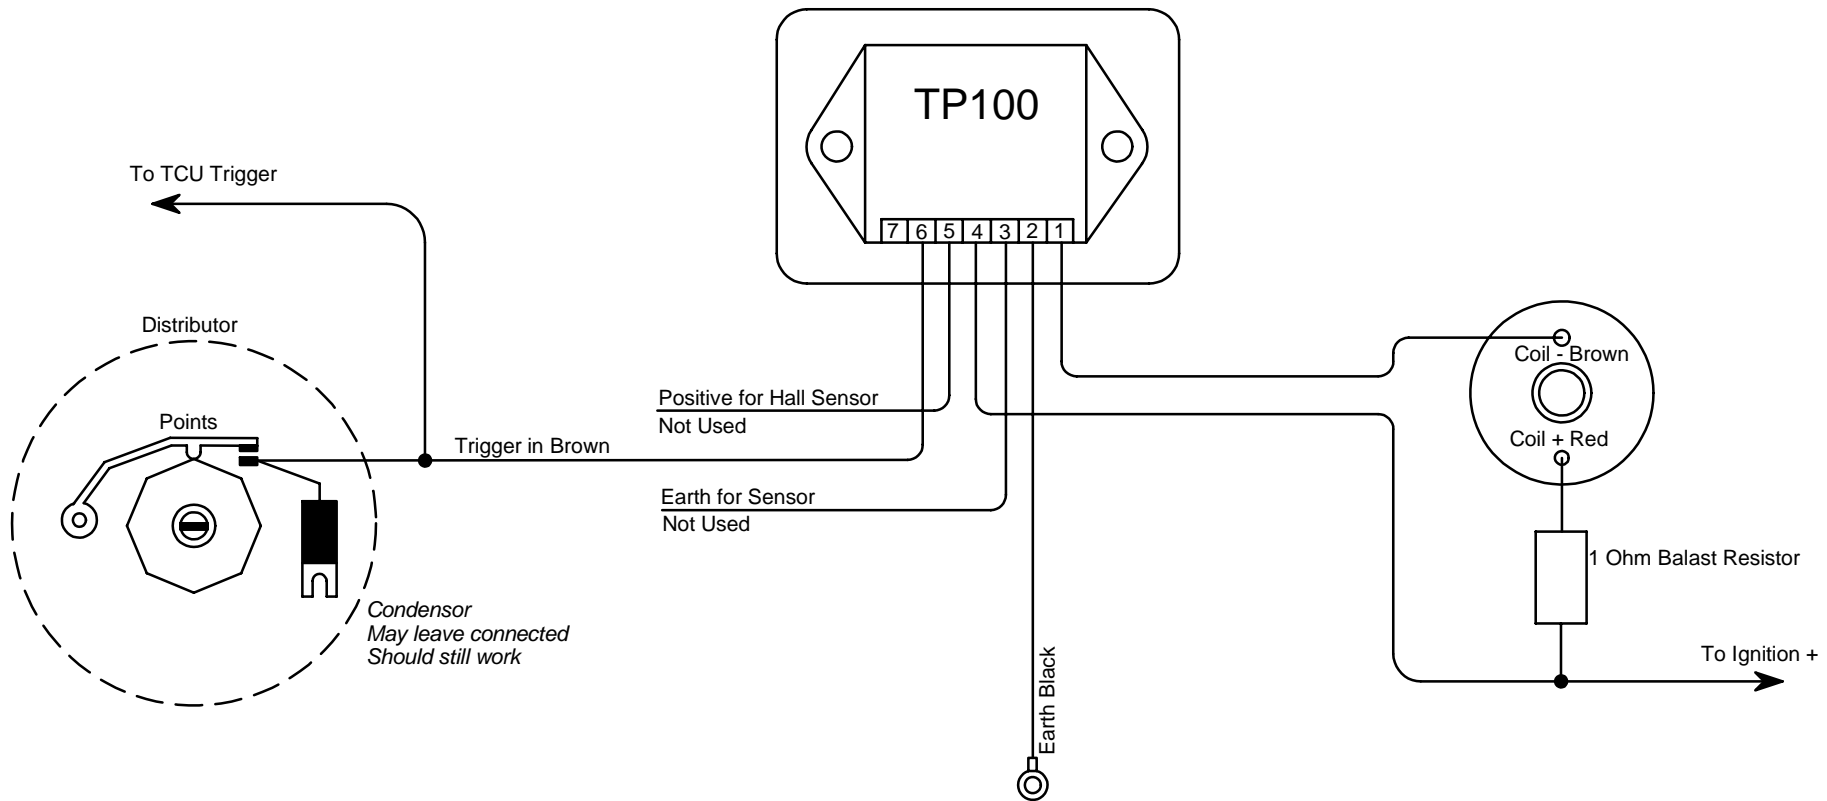 TP100
To TCU Trigger
7 6 5 4 3 2 1
Distributor
Coil - Brown
Positive for Hall Sensor
Not Used
Points
Trigger in Brown
Coil + Red
Earth for Sensor
Not Used
1 Ohm Balast Resistor
Condensor
May leave connected
Should still work
To Ignition +
Earth Black